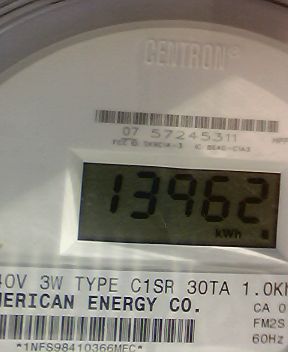 CENTRON®
07 57245311
13962
kWh
40V 3W TYPE C1SR 30TA 1.0K
MERICAN ENERGY CO.
CA 0
FM2S
60Hz
*1NFS98410366MEC*